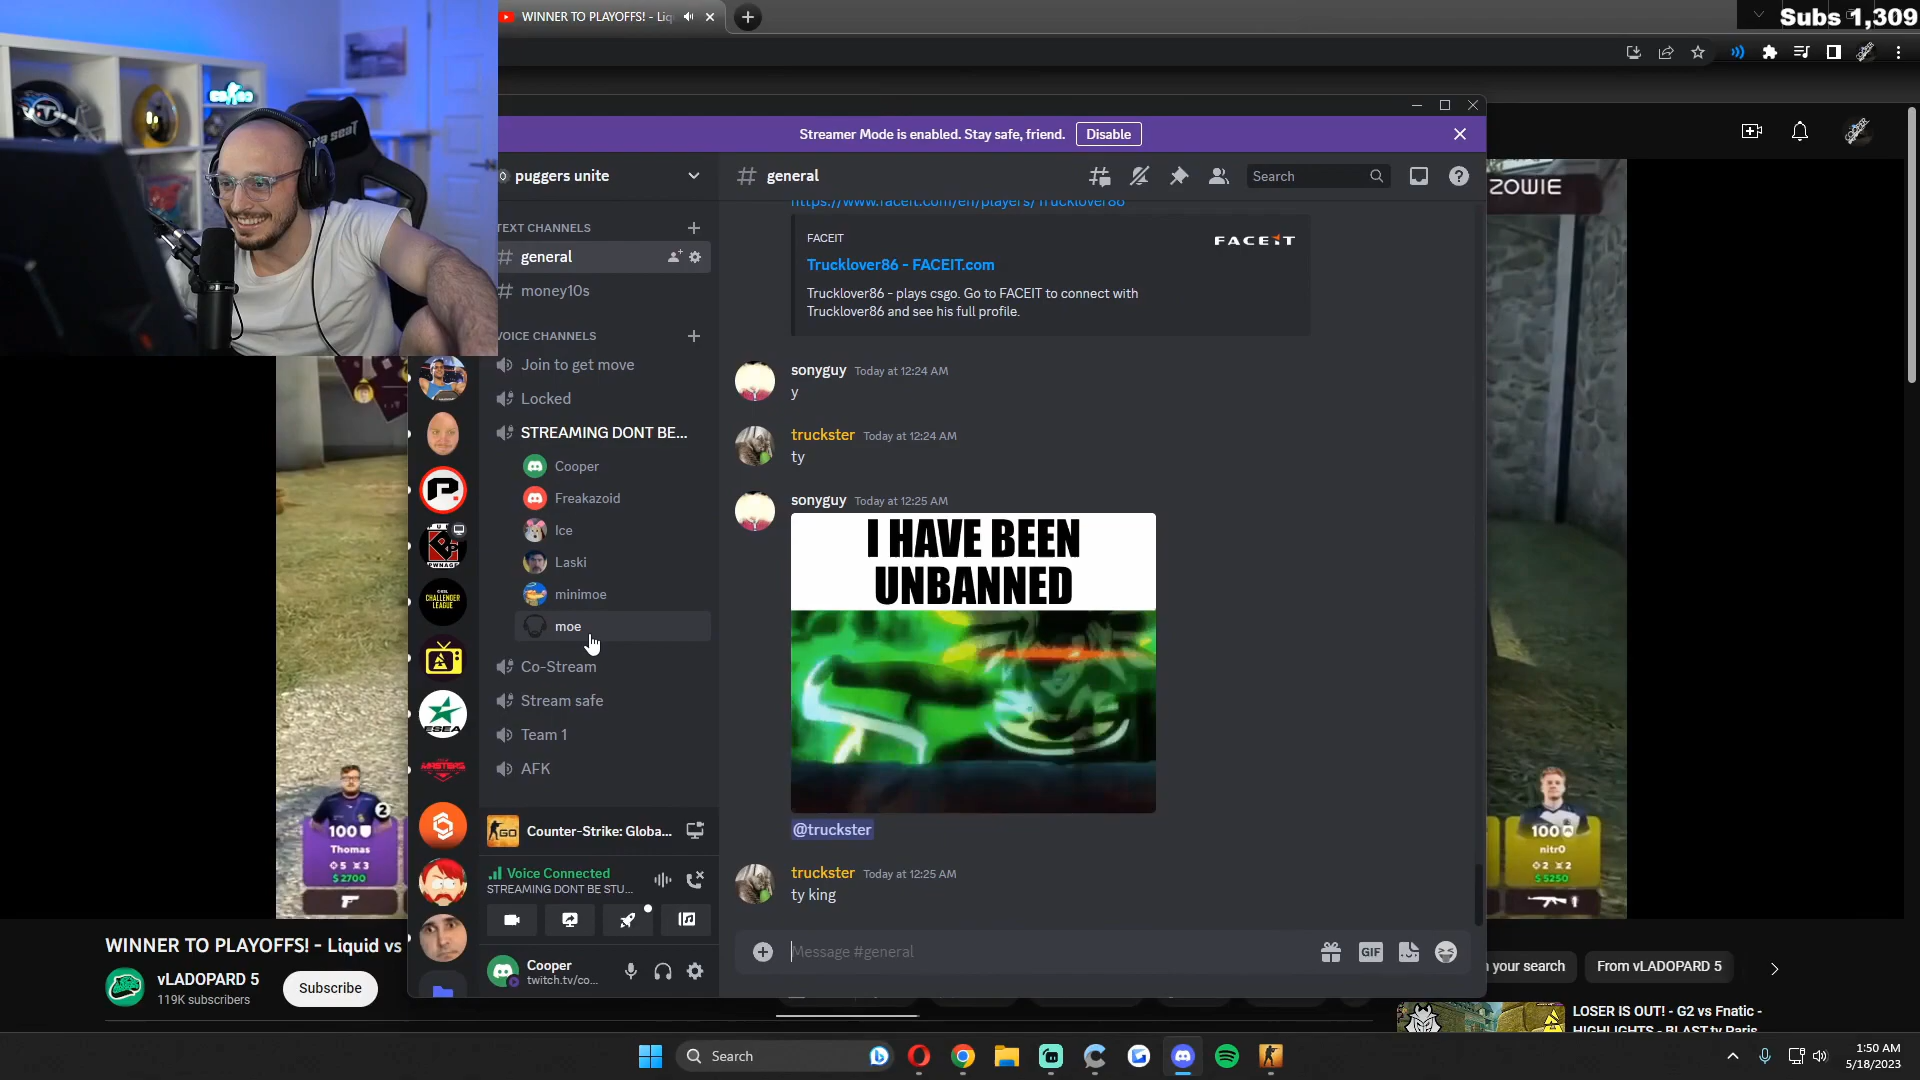 WINNER TO PLAYOFFS! - Liq
Subs 1,309
Streamer Mode is enabled. Stay safe, friend.
Disable
puggers unite
general
Search
TEXT CHANNELS
general
money10s
VOICE CHANNELS
Join to get move
Locked
STREAMING DONT BE...
Cooper
Freakazoid
Ice
Laski
minimoe
moe
Co-Stream
Stream safe
Team 1
AFK
Counter-Strike: Globa...
Voice Connected
STREAMING DONT BE STU...
Cooper
twitch.tv/co...
https://www.faceit.com/en/players/Trucklover86
FACEIT
FACEIT
Trucklover86 - FACEIT.com
Trucklover86 - plays csgo. Go to FACEIT to connect with
Trucklover86 and see his full profile.
sonyguy Today at 12:24 AM
y
truckster Today at 12:24 AM
ty
sonyguy Today at 12:25 AM
I HAVE BEEN
UNBANNED
@truckster
truckster Today at 12:25 AM
ty king
Message #general
GIF
CHALLENGER
LEAGUE
ESEA
MASTERS
ZOWIE
2
100
Thomas
5 3
$2700
100
nitr0
2 2
$5250
WINNER TO PLAYOFFS! - Liquid vs
vLADOPARD 5
119K subscribers
Subscribe
your search
From vLADOPARD 5
LOSER IS OUT! - G2 vs Fnatic -
HIGHLIGHTS - BLAST.tv Paris
Search
1:50 AM
5/18/2023